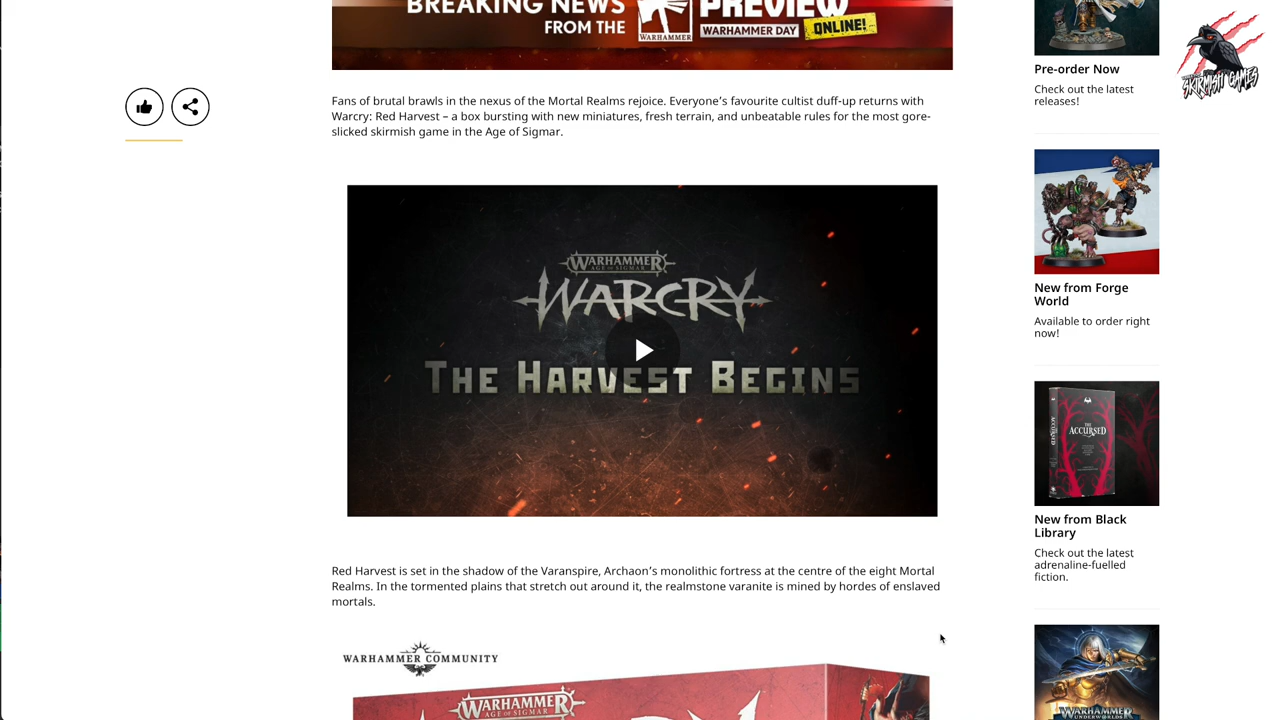 BREAKING NEWS
FROM THE
WARHAMMER
PREVIEW
WARHAMMER DAY
ONLINE!
Fans of brutal brawls in the nexus of the Mortal Realms rejoice. Everyone’s favourite cultist duff-up returns with
Warcry: Red Harvest – a box bursting with new miniatures, fresh terrain, and unbeatable rules for the most gore-
slicked skirmish game in the Age of Sigmar.
WARHAMMER
AGE OF SIGMAR
WARCRY
THE HARVEST BEGINS
Red Harvest is set in the shadow of the Varanspire, Archaon’s monolithic fortress at the centre of the eight Mortal
Realms. In the tormented plains that stretch out around it, the realmstone varanite is mined by hordes of enslaved
mortals.
WARHAMMER COMMUNITY
WARHAMMER
AGE OF SIGMAR
Pre-order Now
Check out the latest
releases!
New from Forge
World
Available to order right
now!
THE
ACCURSED
ACCURSED
New from Black
Library
Check out the latest
adrenaline-fuelled
fiction.
WARHAMMER
UNDERWORLDS
SKIRMISH GAMES